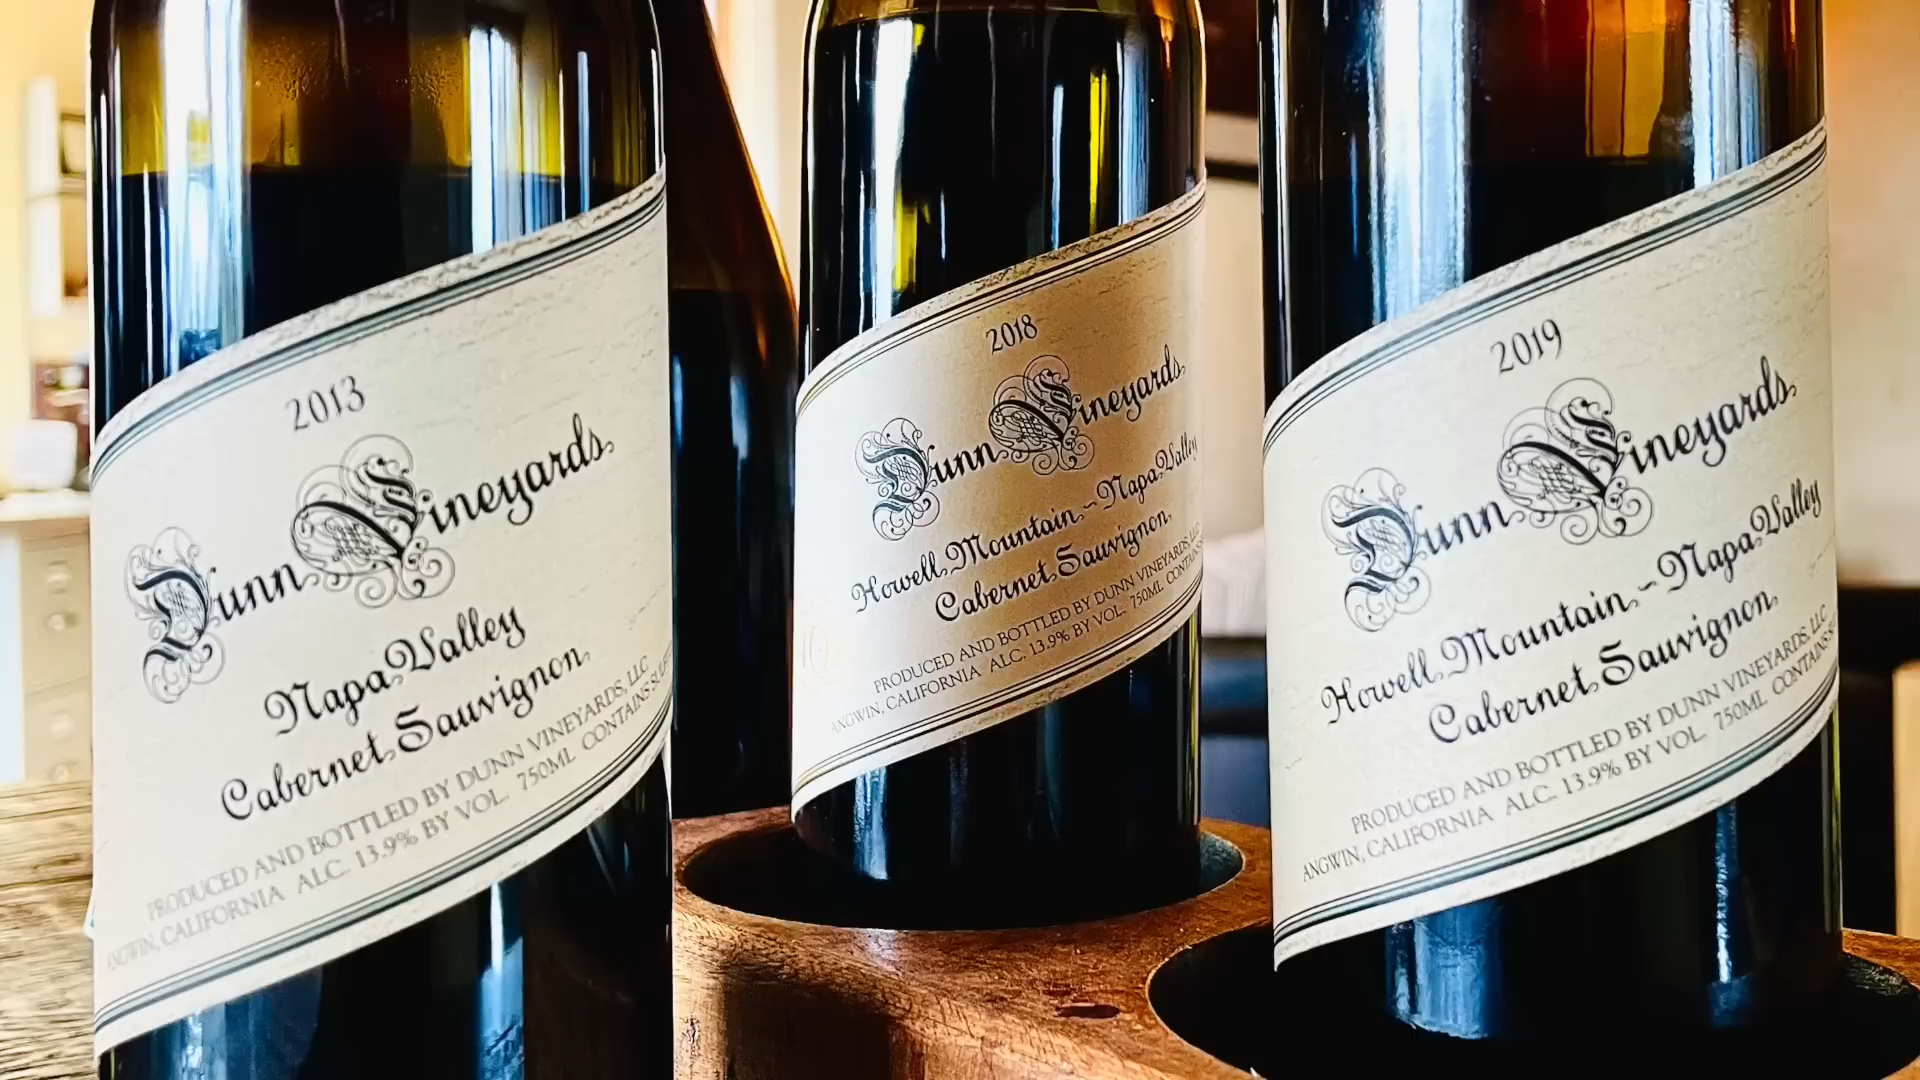 2013
Dunn Vineyards
Napa Valley
Cabernet Sauvignon
PRODUCED AND BOTTLED BY DUNN VINEYARDS, LLC
ANGWIN, CALIFORNIA ALC. 13.9% BY VOL. 750ML CONTAINS
2018
Dunn Vineyards
Howell Mountain ~ Napa Valley
Cabernet Sauvignon
PRODUCED AND BOTTLED BY DUNN VINEYARDS, LLC
ANGWIN, CALIFORNIA ALC. 13.9% BY VOL. 750ML CONTAINS
2019
Dunn Vineyards
Howell Mountain ~ Napa Valley
Cabernet Sauvignon
PRODUCED AND BOTTLED BY DUNN VINEYARDS, LLC
ANGWIN, CALIFORNIA ALC. 13.9% BY VOL. 750ML CONTAINS